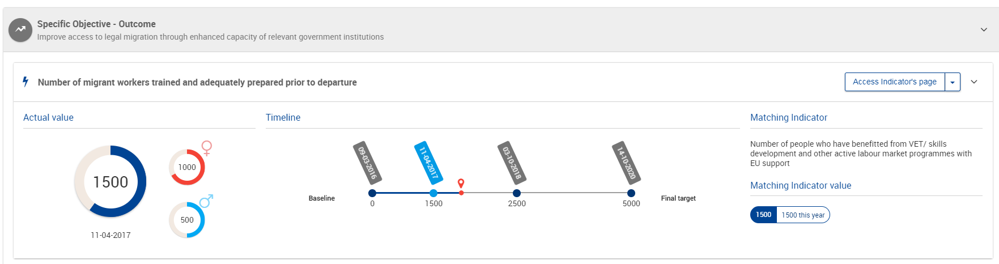 Specific Objective - Outcome
Improve access to legal migration through enhanced capacity of relevant government institutions
Number of migrant workers trained and adequately prepared prior to departure
Access Indicator's page
Actual value
1500
1000
500
11-04-2017
Timeline
09-03-2016
11-04-2017
03-10-2018
14-10-2020
Baseline
0
1500
2500
5000
Final target
Matching Indicator
Number of people who have benefitted from VET/ skills
development and other active labour market programmes with
EU support
Matching Indicator value
1500
1500 this year